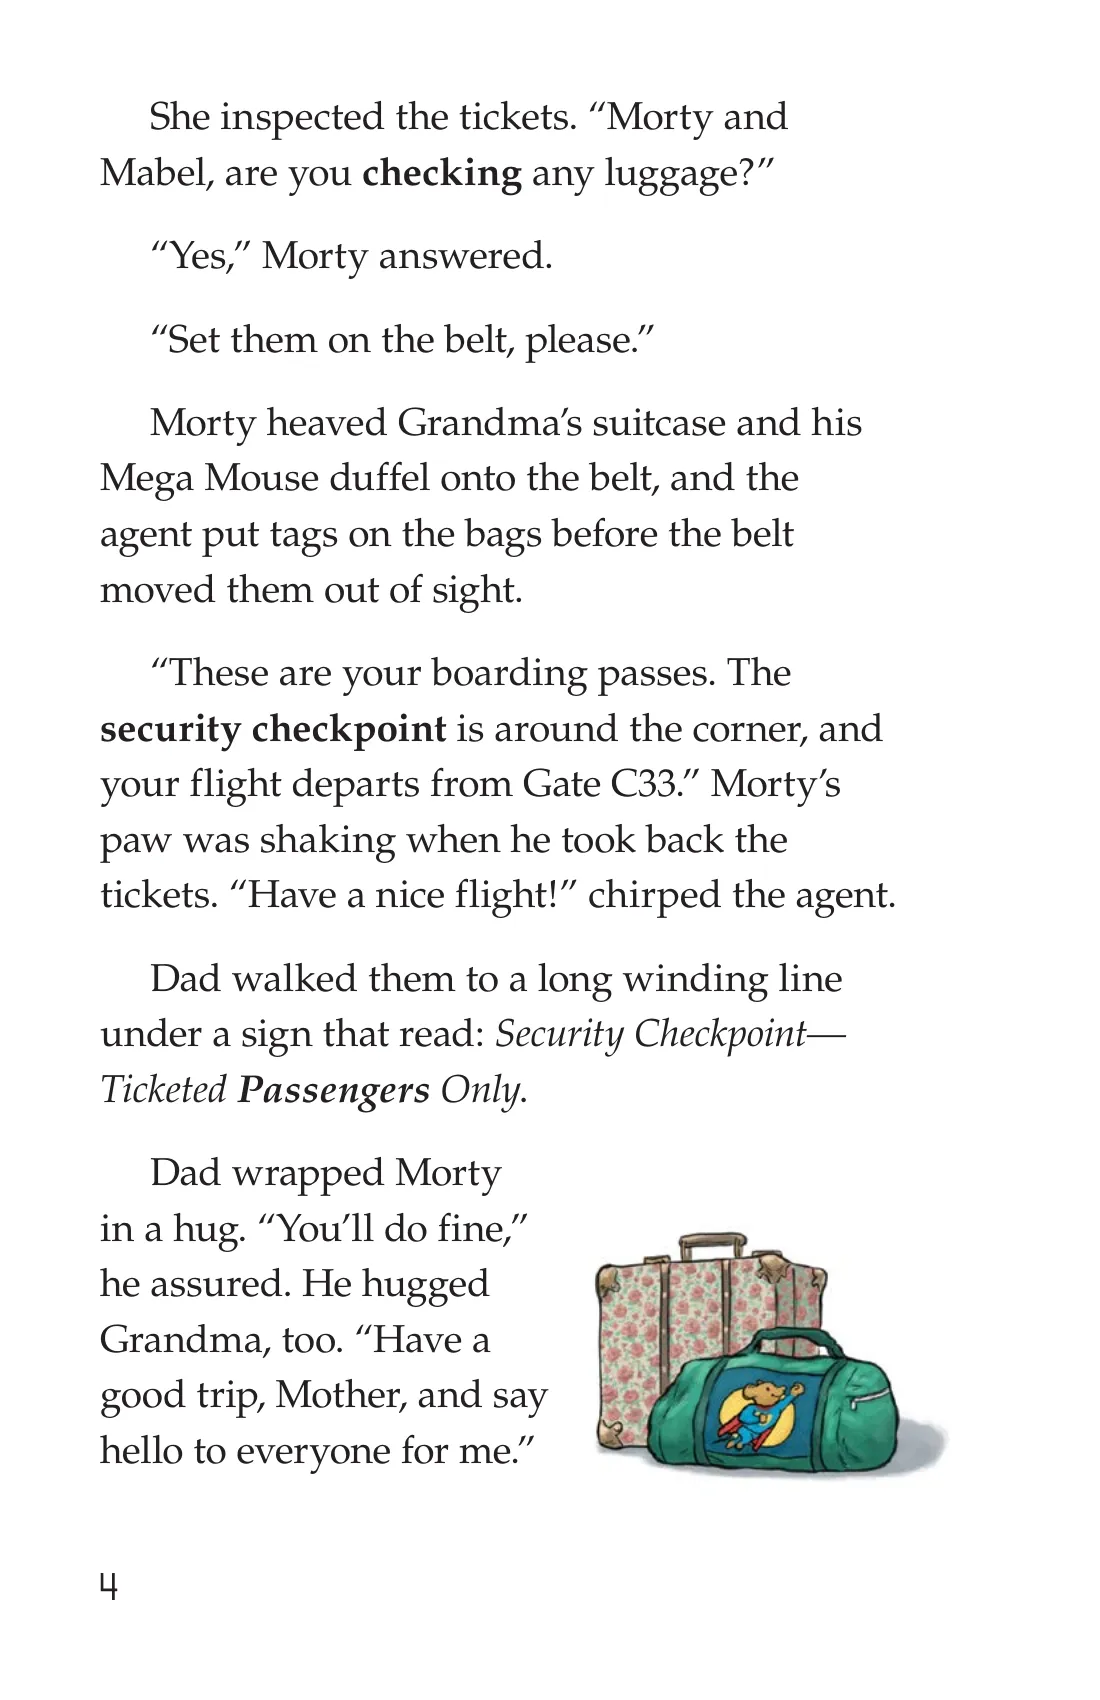 She inspected the tickets. “Morty and
Mabel, are you checking any luggage?”
“Yes,” Morty answered.
“Set them on the belt, please.”
Morty heaved Grandma’s suitcase and his
Mega Mouse duffel onto the belt, and the
agent put tags on the bags before the belt
moved them out of sight.
“These are your boarding passes. The
security checkpoint is around the corner, and
your flight departs from Gate C33.” Morty’s
paw was shaking when he took back the
tickets. “Have a nice flight!” chirped the agent.
Dad walked them to a long winding line
under a sign that read: Security Checkpoint—
Ticketed Passengers Only.
Dad wrapped Morty
in a hug. “You’ll do fine,”
he assured. He hugged
Grandma, too. “Have a
good trip, Mother, and say
hello to everyone for me.”
4